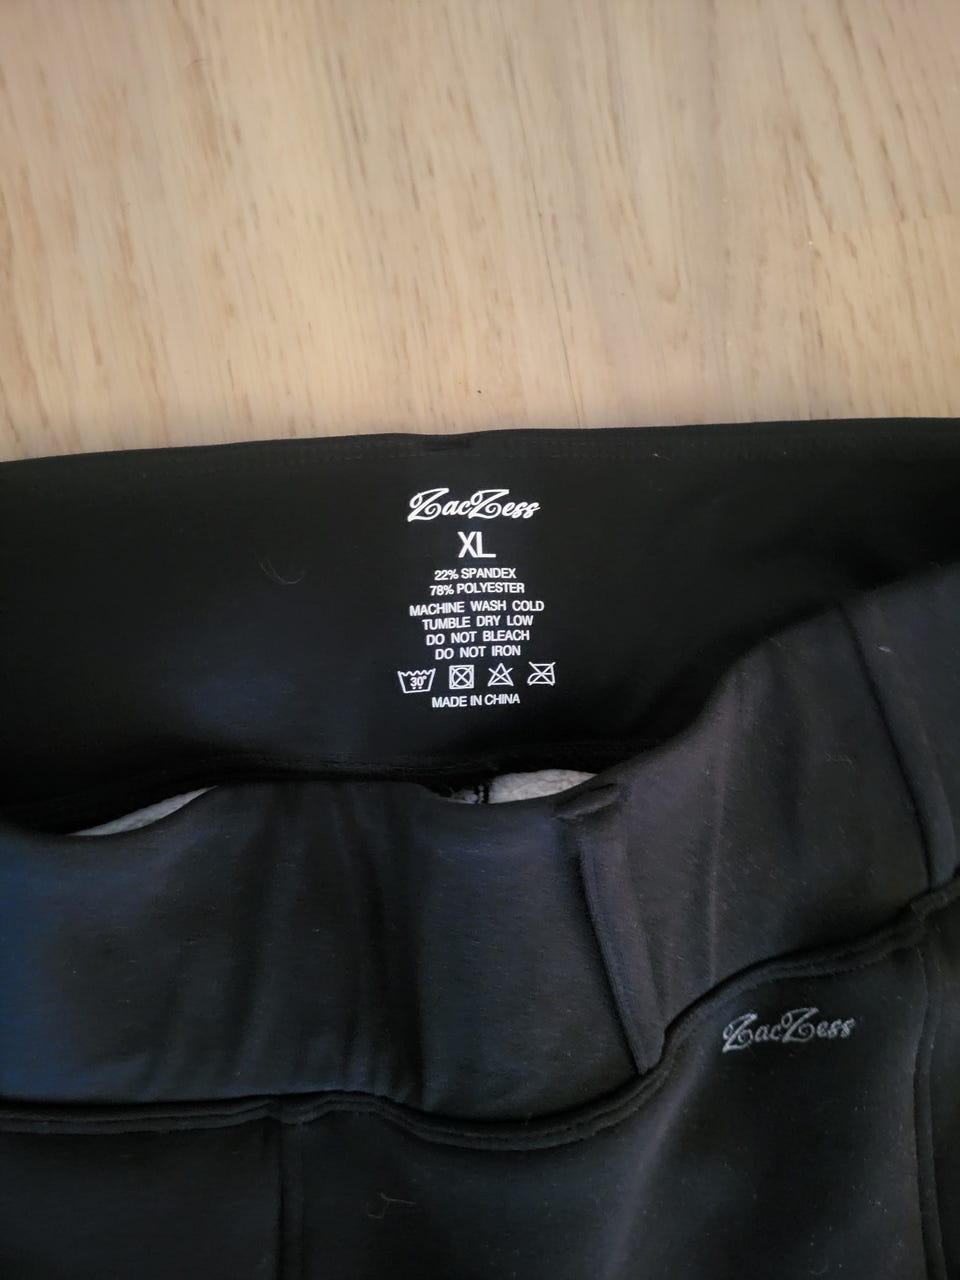 ZacZess
XL
22% SPANDEX
78% POLYESTER
MACHINE WASH COLD
TUMBLE DRY LOW
DO NOT BLEACH
DO NOT IRON
30°
MADE IN CHINA
ZacZess